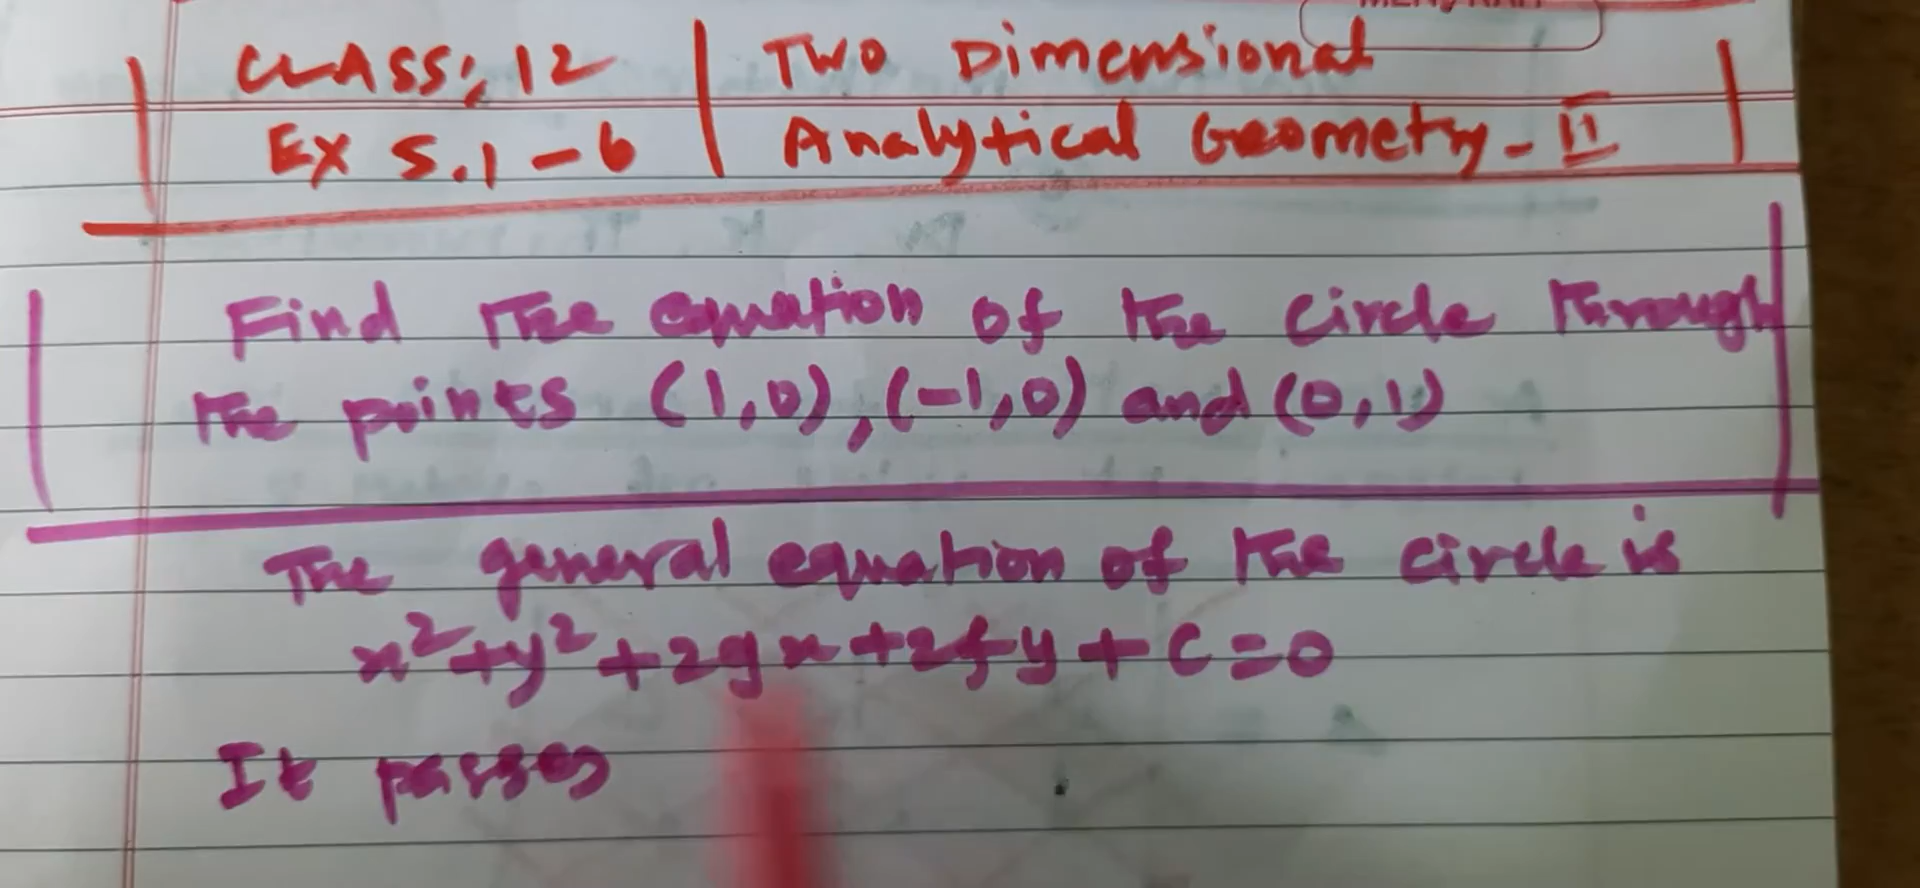 CLASS: 12
EX 5.1 - 6
Two Dimensional
Analytical Geometry - II
Find the equation of the circle through
the points (1,0), (-1,0) and (0,1)
The general equation of the circle is
x²+y²+2gx+2fy+c=0
It passes